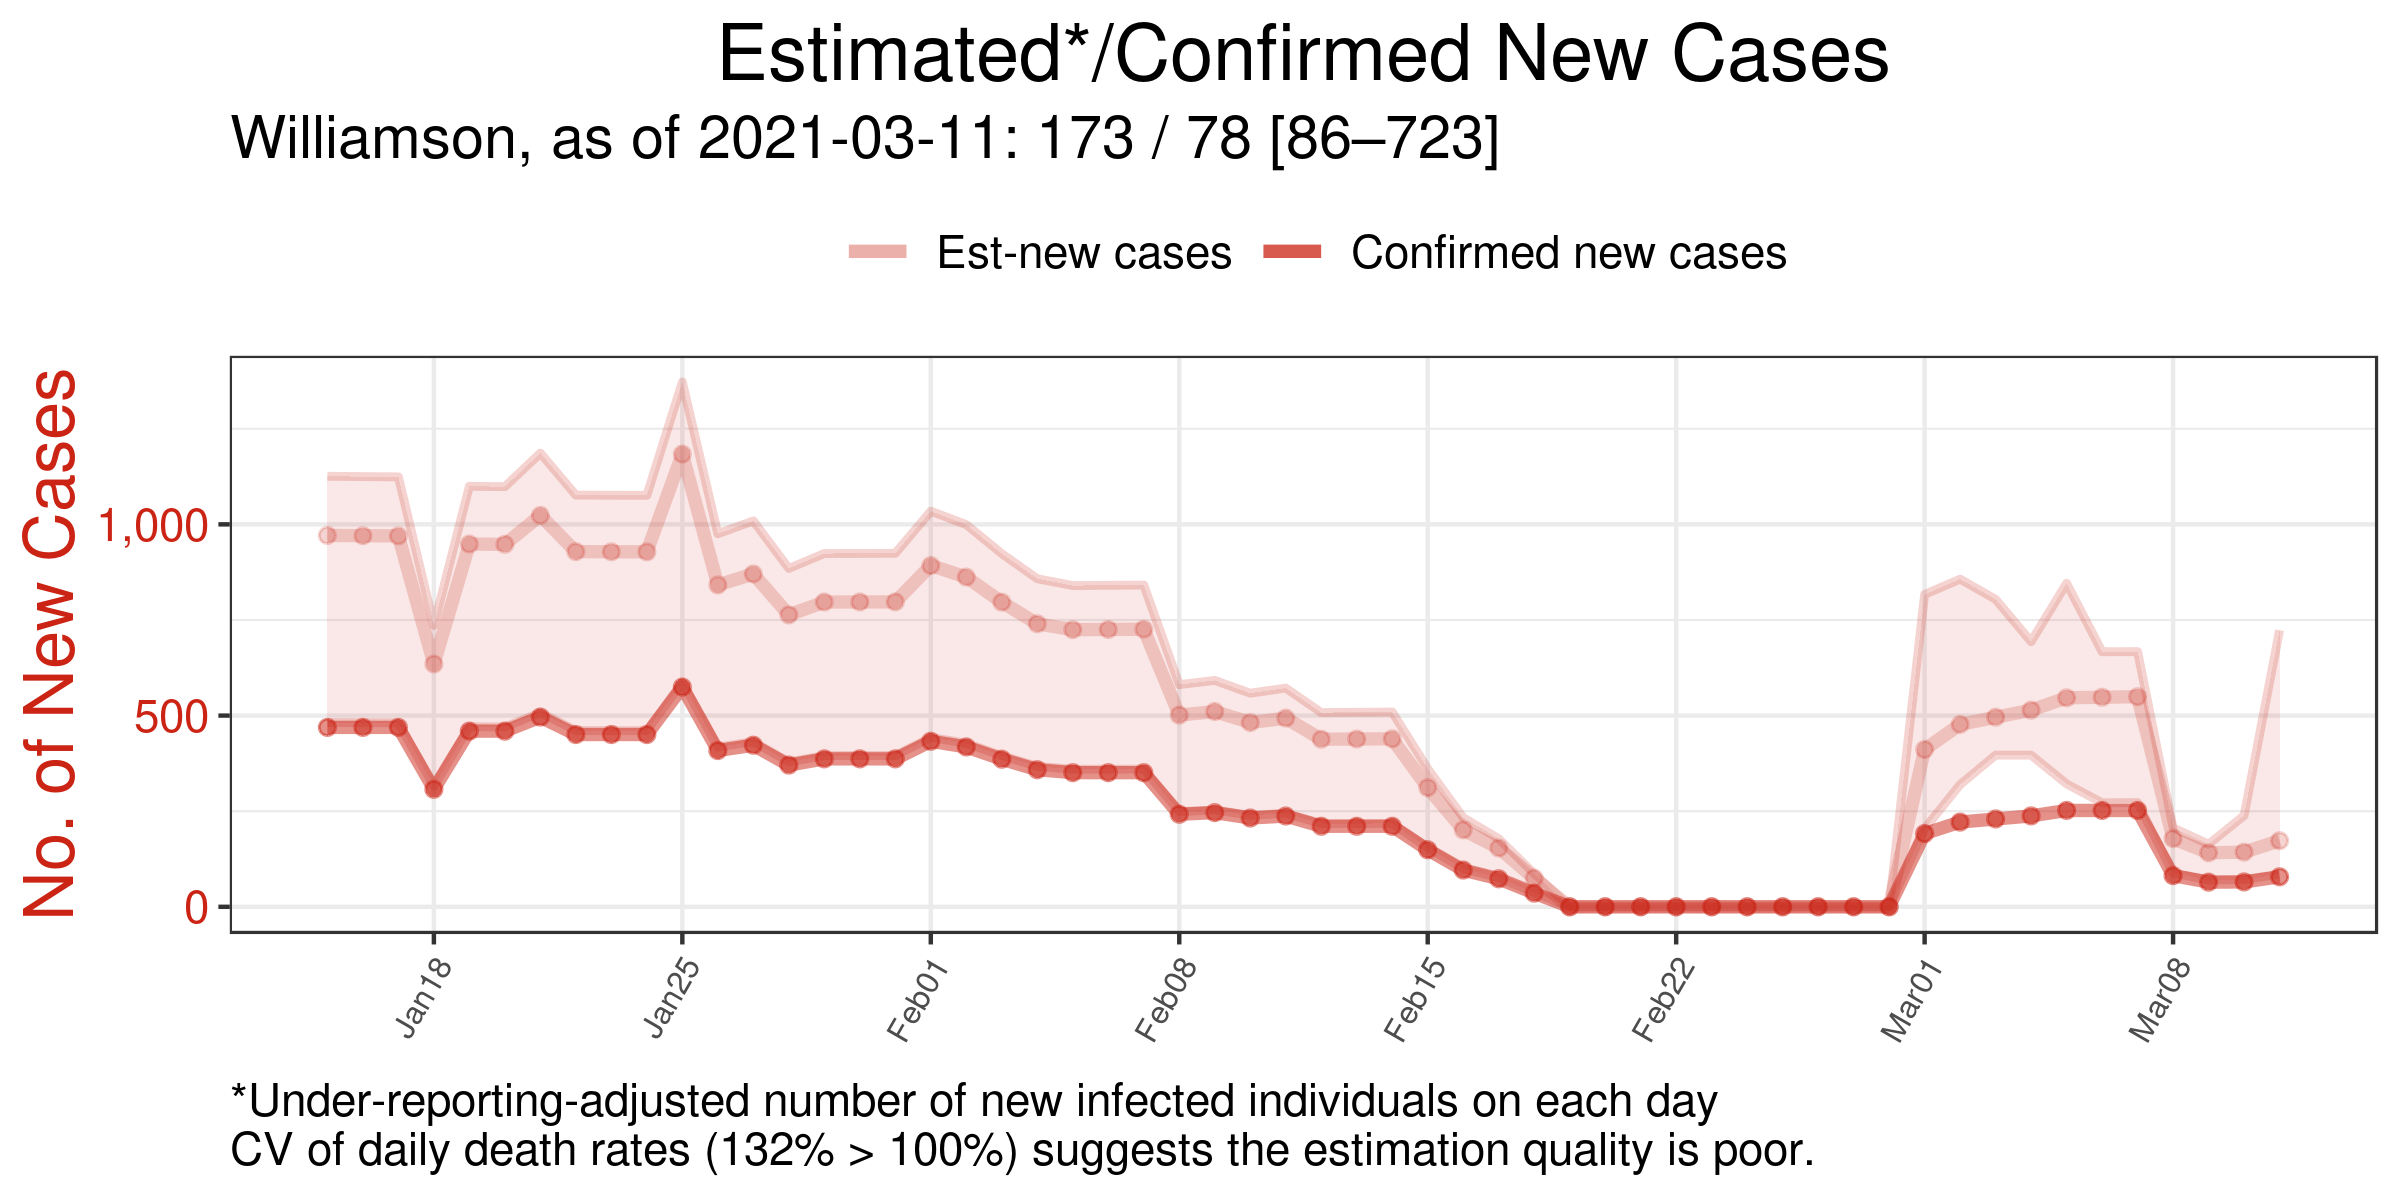 Estimated*/Confirmed New Cases
Williamson, as of 2021-03-11: 173 / 78 [86–723]
Est-new cases
Confirmed new cases
No. of New Cases
1,000
500
0
Jan18
Jan25
Feb01
Feb08
Feb15
Feb22
Mar01
Mar08
*Under-reporting-adjusted number of new infected individuals on each day
CV of daily death rates (132% > 100%) suggests the estimation quality is poor.